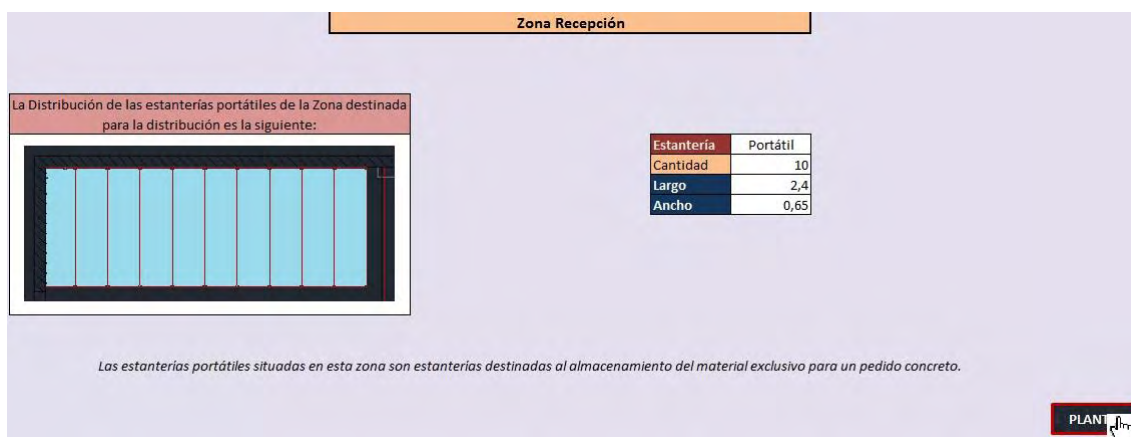 Zona Recepción
La Distribución de las estanterías portátiles de la Zona destinada
para la distribución es la siguiente:
Estantería Portátil
Cantidad 10
Largo 2,4
Ancho 0,65
Las estanterías portátiles situadas en esta zona son estanterías destinadas al almacenamiento del material exclusivo para un pedido concreto.